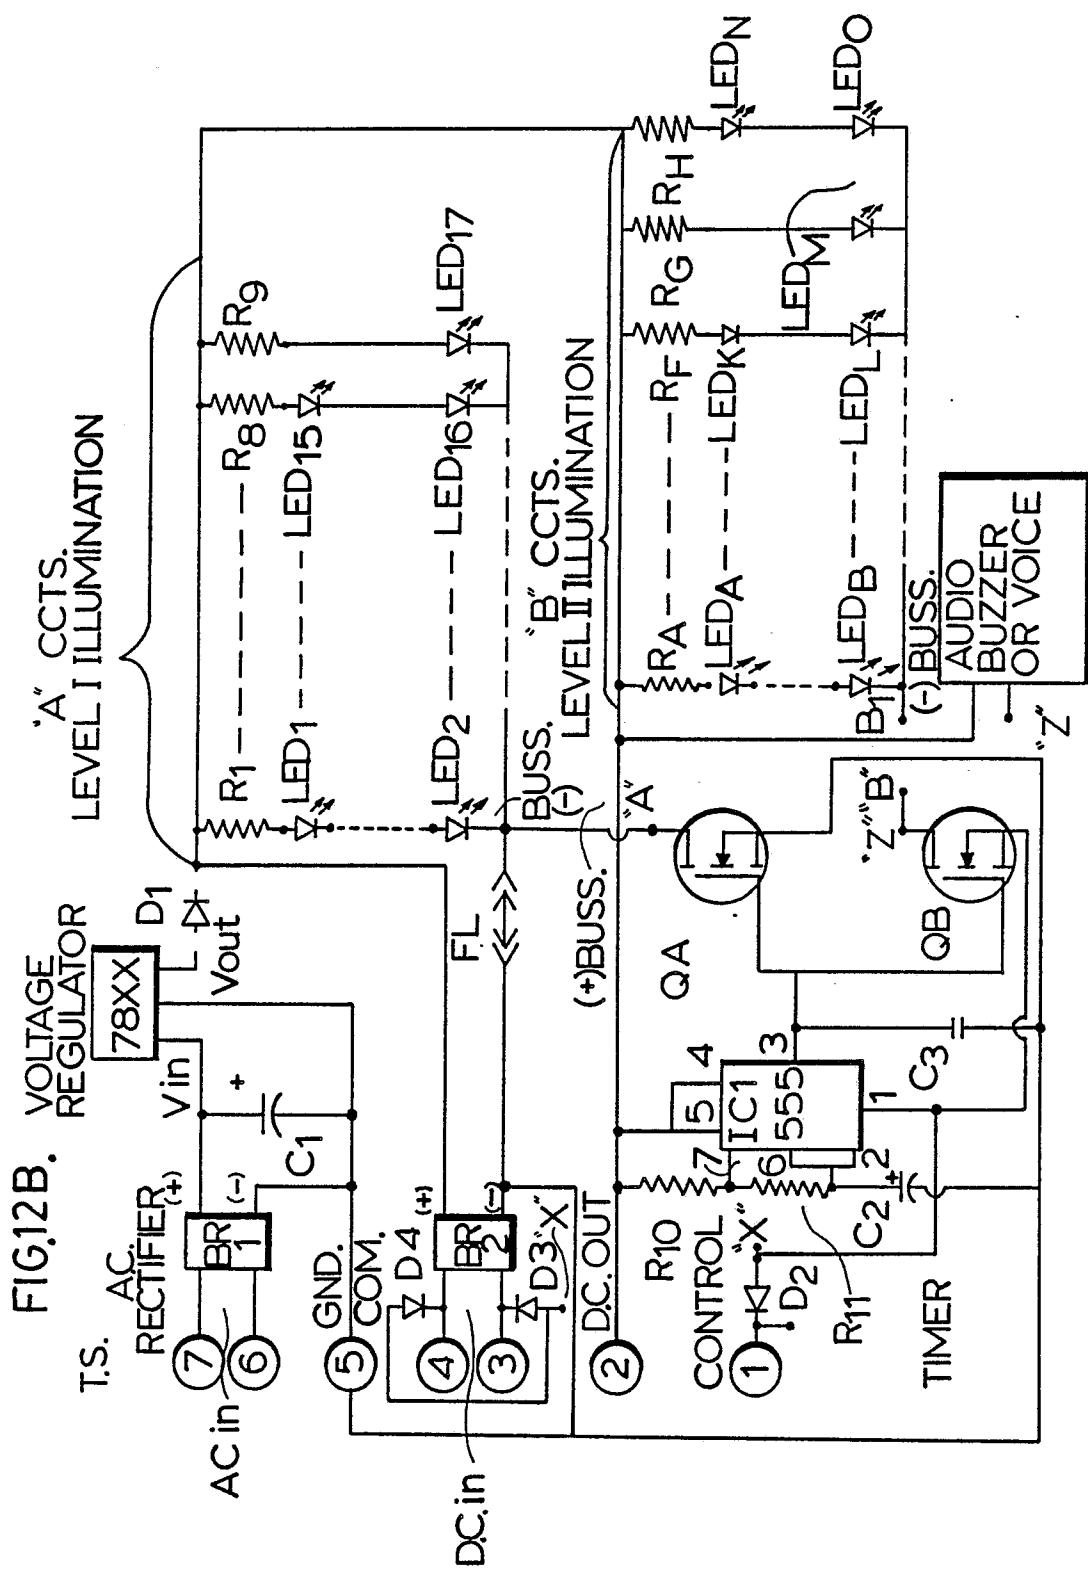 FIG.12B.
T.S.
A.C.
RECTIFIER
VOLTAGE
REGULATOR
78XX
Vin
Vout
D1
"A" CCTS.
LEVEL I ILLUMINATION
7
6
AC in
BR
1
(+)
(-)
+
C1
GND.
COM.
5
R1
R8
R9
LED1
LED15
LED2
LED16
LED17
D4
4
3
D.C. in
BR
2
(+)
(-)
D3
"X"
FL
BUSS.
(-)
"B" CCTS.
LEVEL II ILLUMINATION
D.C. OUT
2
(+)BUSS.
"A"
R10
CONTROL
1
"X"
D2
R11
TIMER
7
6
5
4
IC1
555
3
2
1
+
C2
C3
QA
QB
"Z"
"B"
RA
RF
RG
RH
LEDA
LEDK
LEDM
LEDN
LEDB
LEDL
LEDO
B1
(-) BUSS.
AUDIO
BUZZER
OR VOICE
"Z"